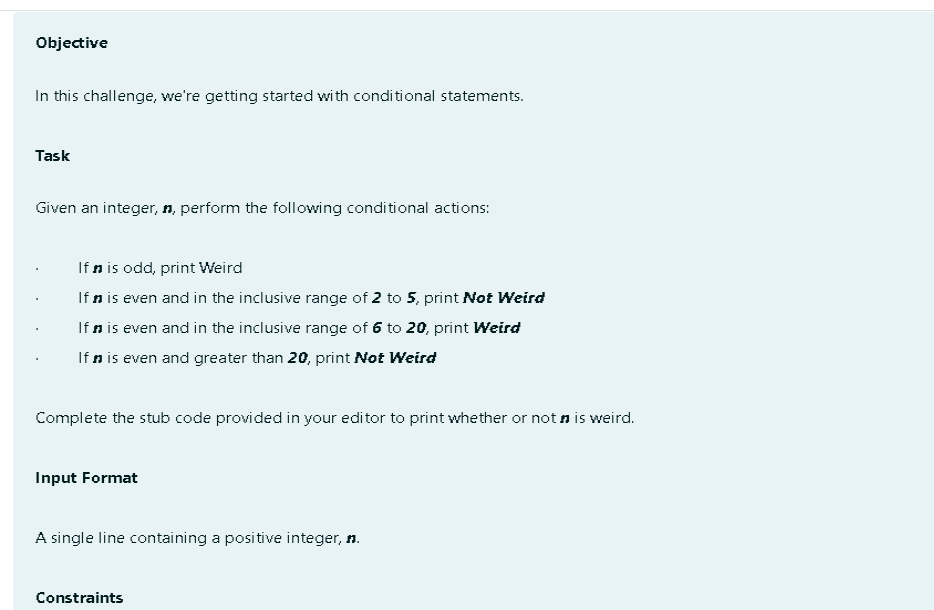 Objective
In this challenge, we're getting started with conditional statements.
Task
Given an integer, n, perform the following conditional actions:
· If n is odd, print Weird
· If n is even and in the inclusive range of 2 to 5, print Not Weird
· If n is even and in the inclusive range of 6 to 20, print Weird
· If n is even and greater than 20, print Not Weird
Complete the stub code provided in your editor to print whether or not n is weird.
Input Format
A single line containing a positive integer, n.
Constraints